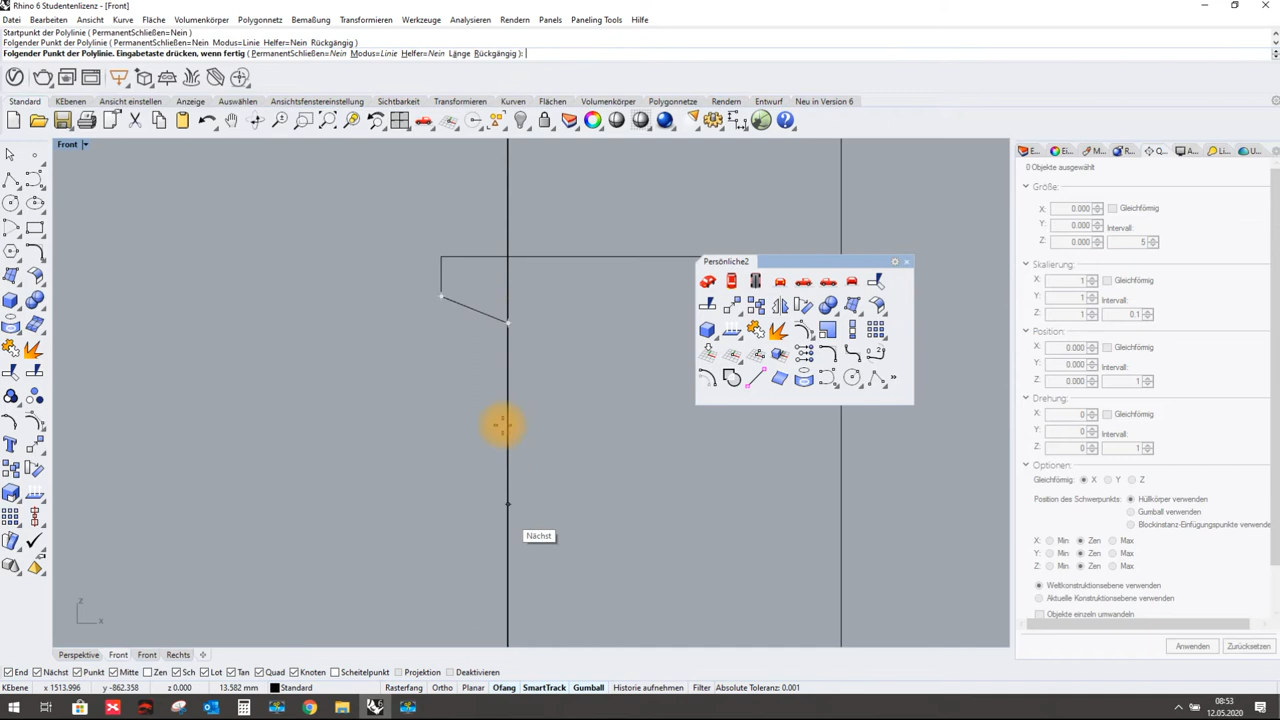 Rhino 6 Studentenlizenz - [Front]
Datei Bearbeiten Ansicht Kurve Fläche Volumenkörper Polygonnetz Bemaßung Transformieren Werkzeuge Analysieren Rendern Panels Paneling Tools Hilfe
Startpunkt der Polylinie ( PermanentSchließen=Nein )
Folgender Punkt der Polylinie ( PermanentSchließen=Nein Modus=Linie Helfer=Nein Rückgängig )
Folgender Punkt der Polylinie. Eingabetaste drücken, wenn fertig ( PermanentSchließen=Nein Modus=Linie Helfer=Nein Länge Rückgängig ):
Standard KEbenen Ansicht einstellen Anzeige Auswählen Ansichtsfenstereinstellung Sichtbarkeit Transformieren Kurven Flächen Volumenkörper Polygonnetze Rendern Entwurf Neu in Version 6
Front
E... Ei... M... R... Q... A... Li... U...
0 Objekte ausgewählt
Größe:
X: 0.000 Gleichförmig
Y: 0.000 Intervall:
Z: 0.000 5
Skalierung:
X: 1 Gleichförmig
Y: 1 Intervall:
Z: 1 0.1
Position:
X: 0.000 Gleichförmig
Y: 0.000 Intervall:
Z: 0.000 1
Drehung:
X: 0 Gleichförmig
Y: 0 Intervall:
Z: 0 1
Optionen:
Gleichförmig: X Y Z
Position des Schwerpunkts: Hüllkörper verwenden
Gumball verwenden
Blockinstanz-Einfügungspunkte verwende
X: Min Zen Max
Y: Min Zen Max
Z: Min Zen Max
Weltkonstruktionsebene verwenden
Aktuelle Konstruktionsebene verwenden
Objekte einzeln umwandeln
Anwenden Zurücksetzen
Persönliche2
Nächst
z
x
Perspektive Front Front Rechts
End Nächst Punkt Mitte Zen Sch Lot Tan Quad Knoten Scheitelpunkt Projektion Deaktivieren
KEbene x 1513.996 y -862.358 z 0.000 13.582 mm Standard Rasterfang Ortho Planar Ofang SmartTrack Gumball Historie aufnehmen Filter Absolute Toleranz: 0.001
08:53
12.05.2020